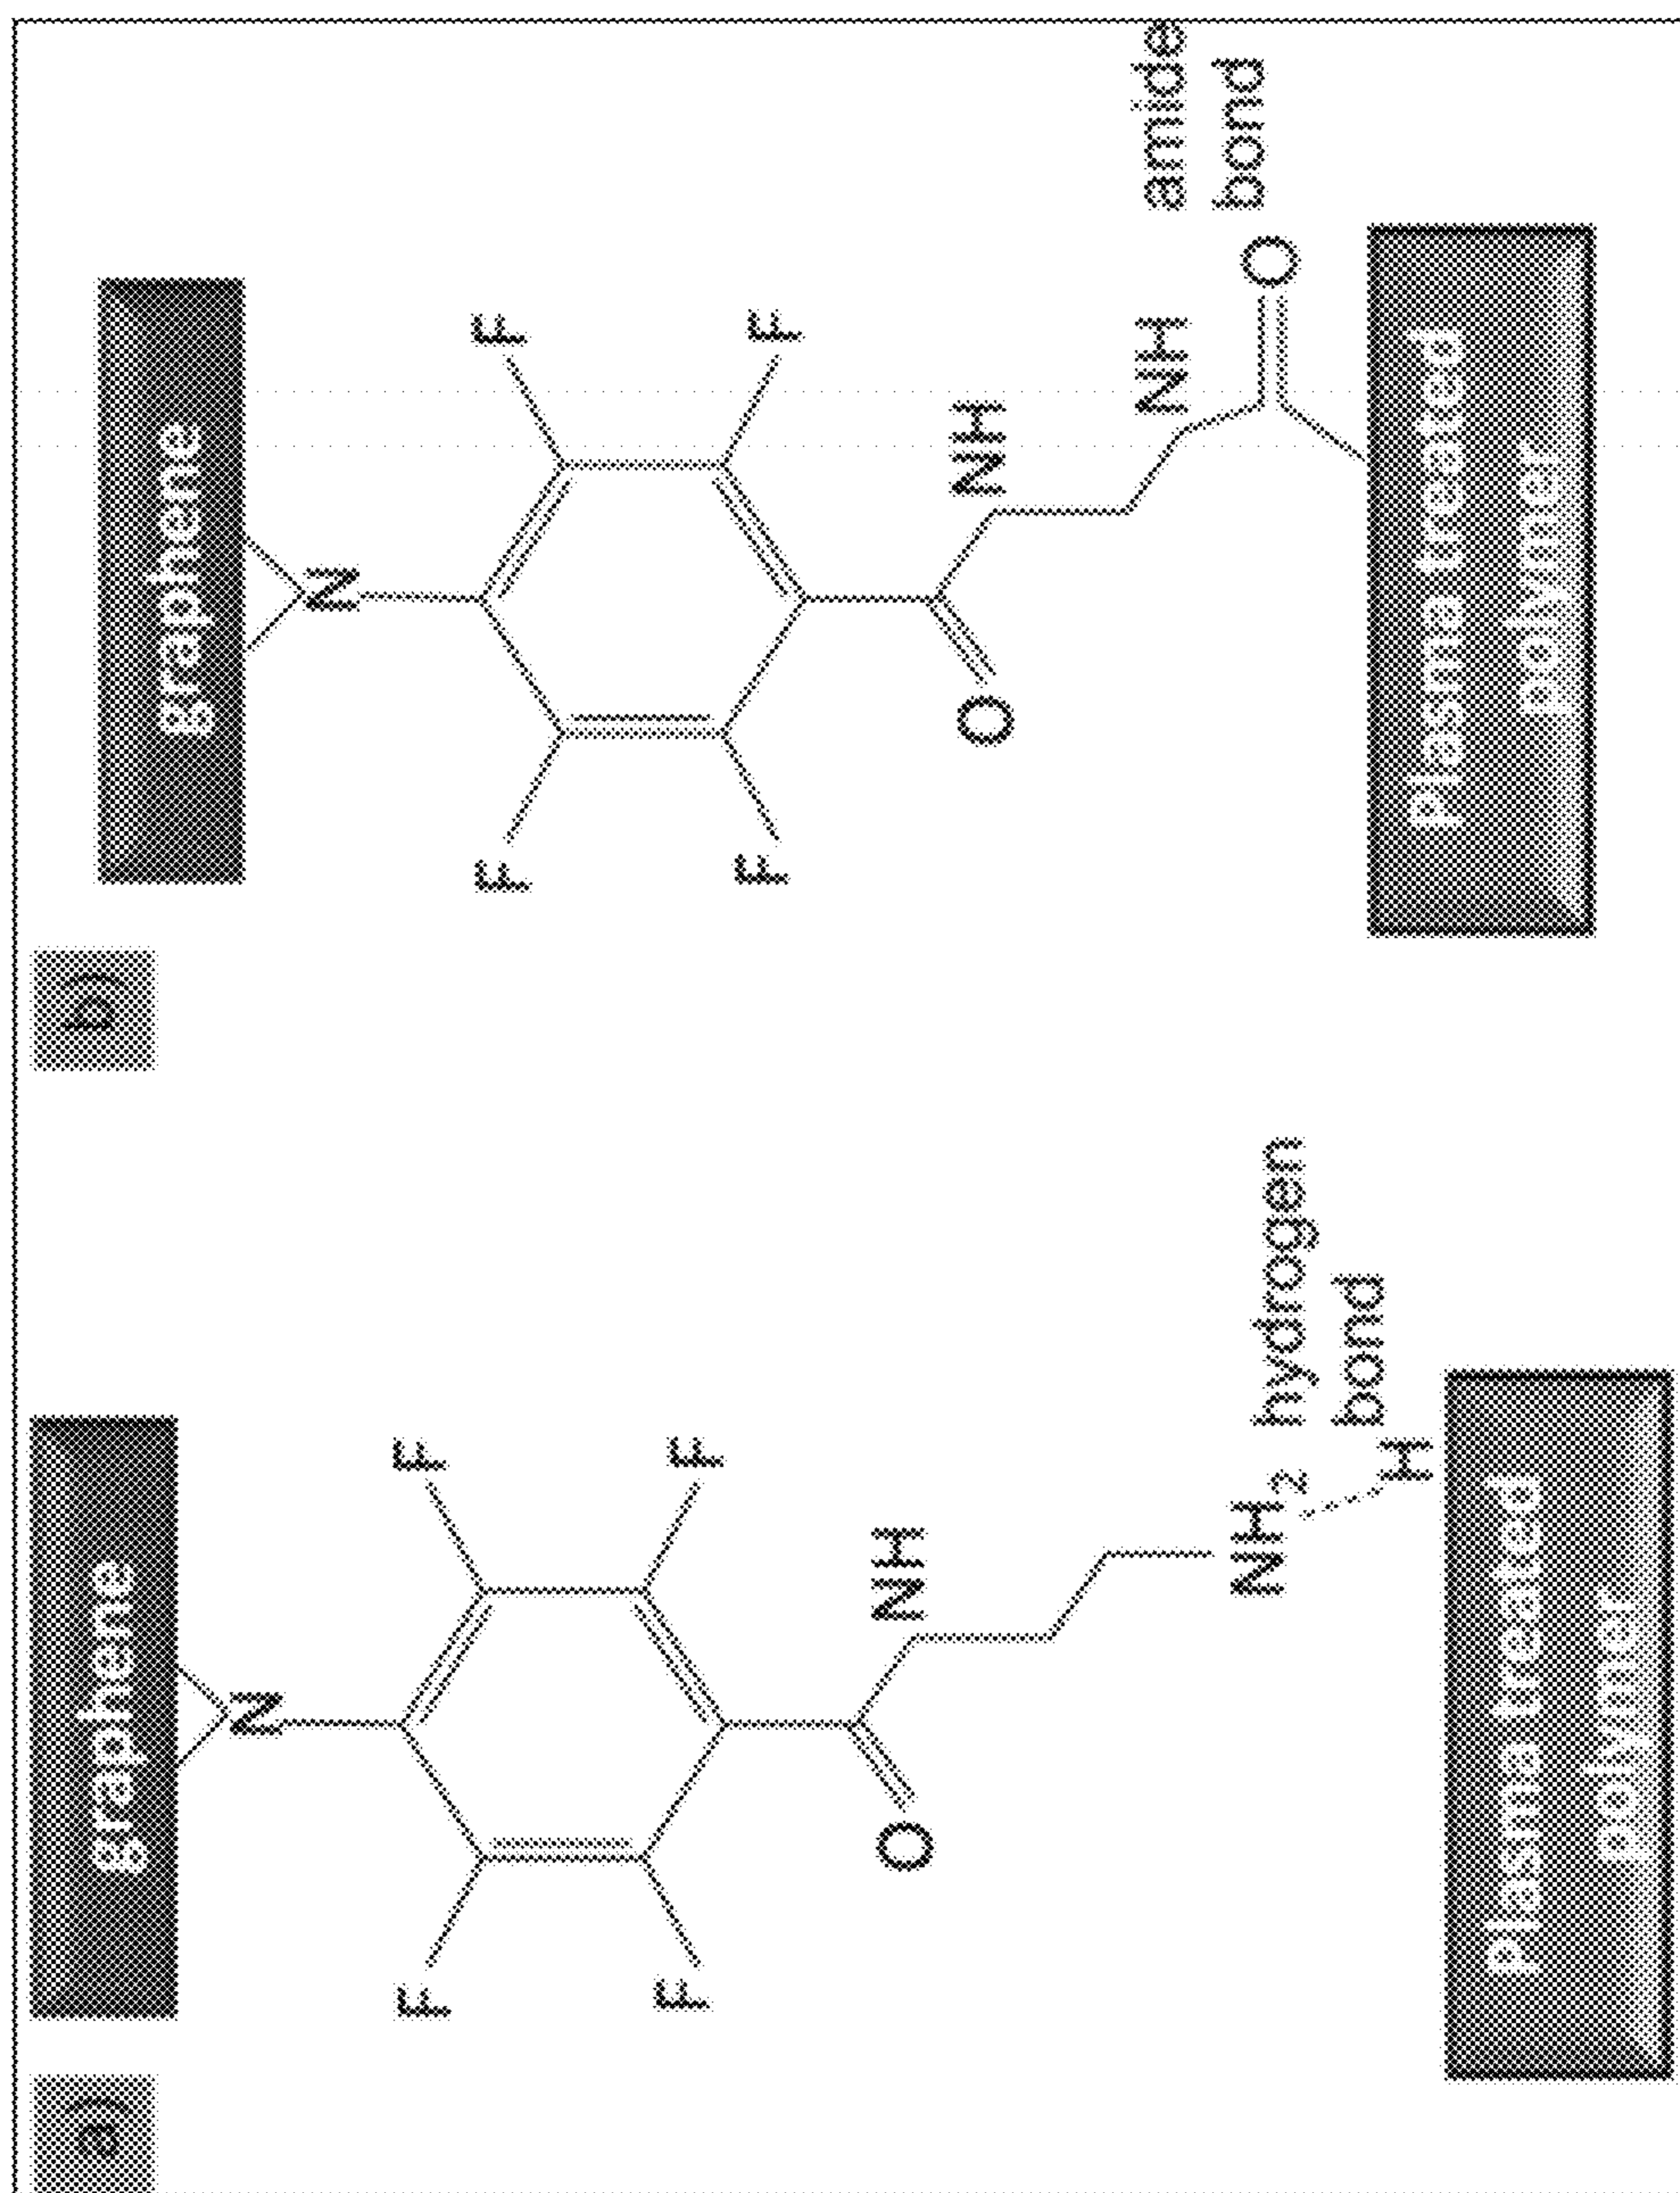 a)
graphene
N
F
F
F
F
O
NH
NH2
hydrogen
bond
H
Plasma treated
polymer
b)
graphene
N
F
F
F
F
O
NH
NH
O
amide
bond
Plasma treated
polymer